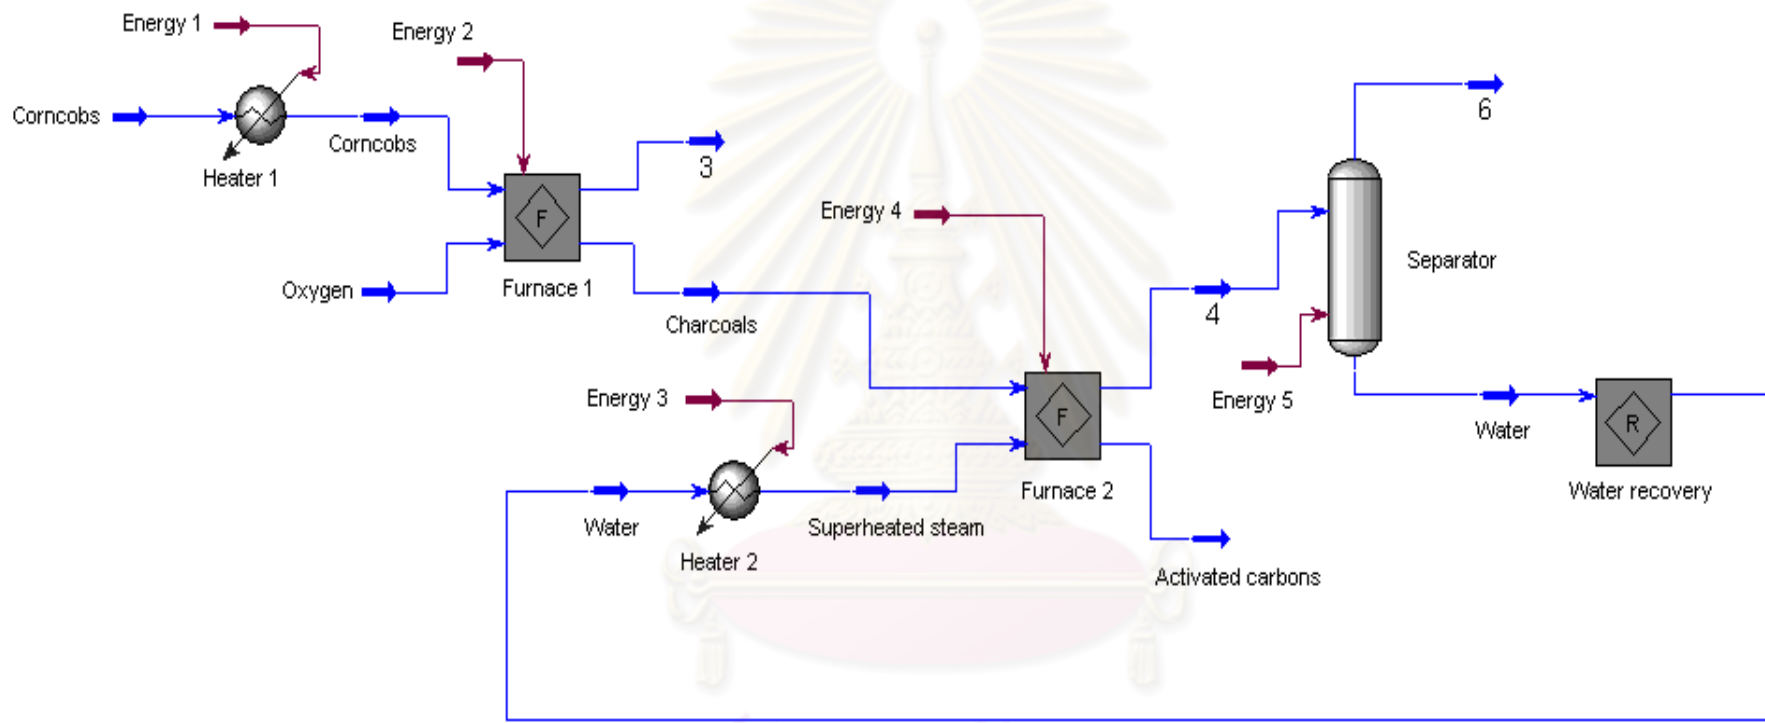 Energy 1
Energy 2
Corncobs
Corncobs
Heater 1
3
6
F
Energy 4
Oxygen
Furnace 1
Charcoals
4
Separator
Energy 3
Energy 5
F
Water
R
Water
Superheated steam
Furnace 2
Water recovery
Heater 2
Activated carbons